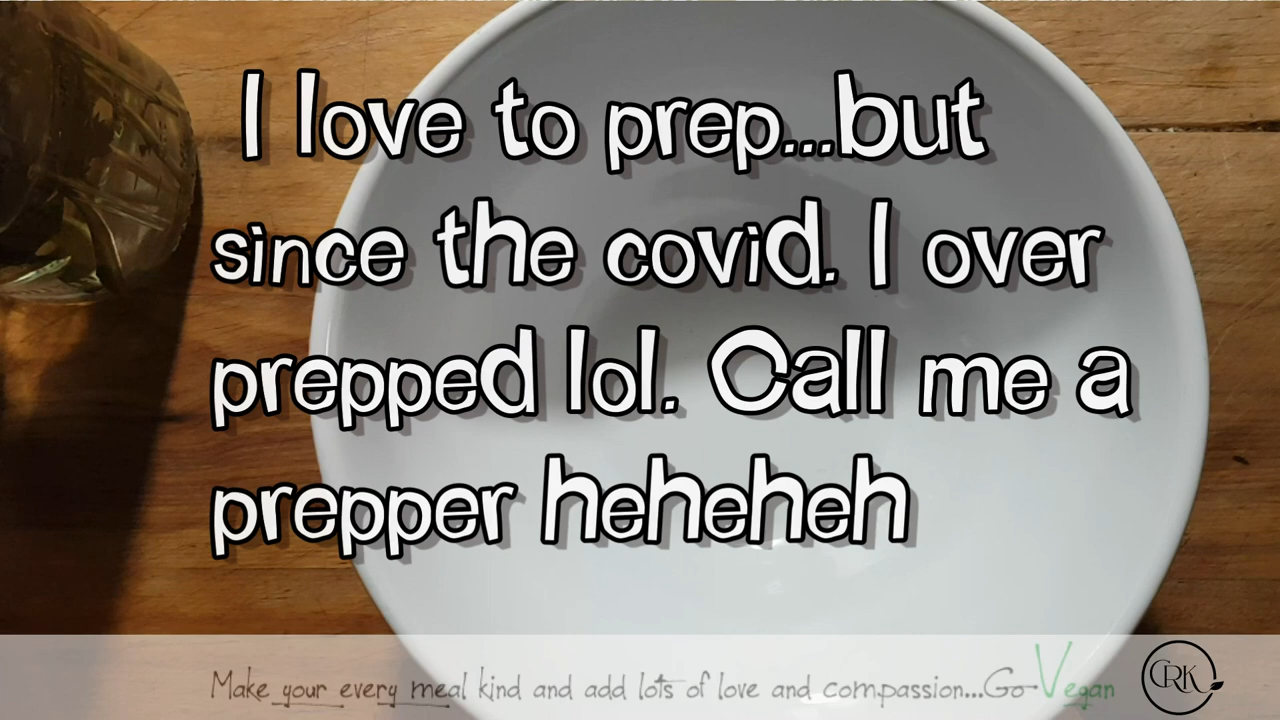 I love to prep...but
since the covid. I over
prepped lol. Call me a
prepper heheheh
Make your every meal kind and add lots of love and compassion...Go Vegan
CRK